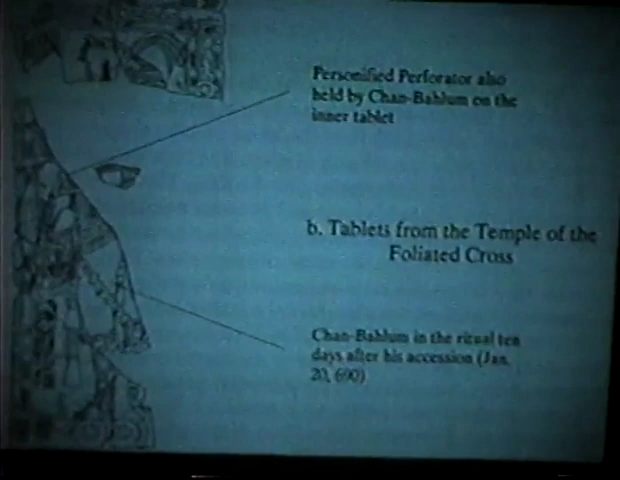 Personified Perforator also
held by Chan-Bahlum on the
inner tablet
b. Tablets from the Temple of the
Foliated Cross
Chan-Bahlum in the ritual ten
days after his accession (Jan.
20, 690)